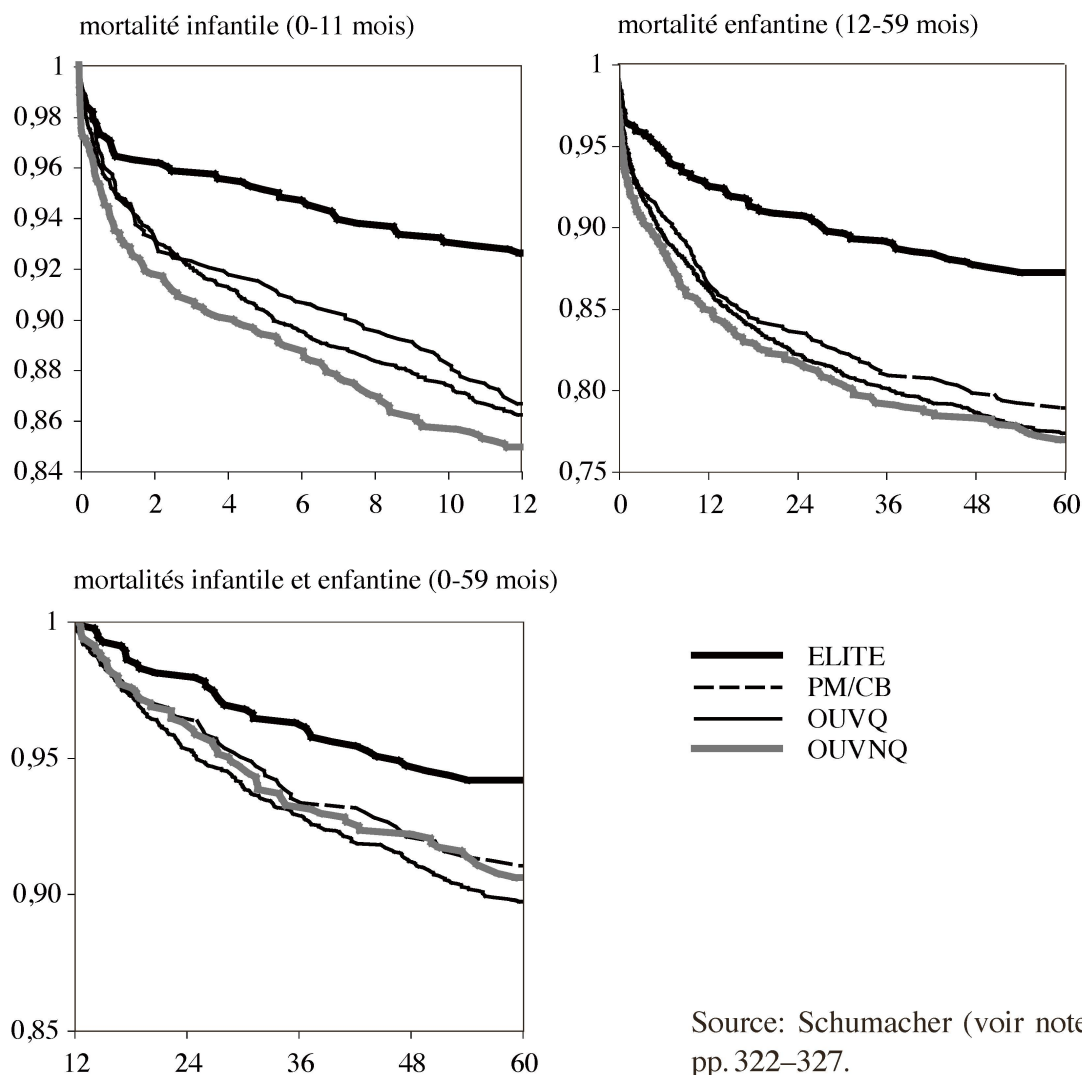 mortalité infantile (0-11 mois)
1
0,98
0,96
0,94
0,92
0,90
0,88
0,86
0,84
0 2 4 6 8 10 12
mortalité enfantine (12-59 mois)
1
0,95
0,90
0,85
0,80
0,75
0 12 24 36 48 60
mortalités infantile et enfantine (0-59 mois)
1
0,95
0,90
0,85
12 24 36 48 60
ELITE
PM/CB
OUVQ
OUVNQ
Source: Schumacher (voir note
pp. 322–327.